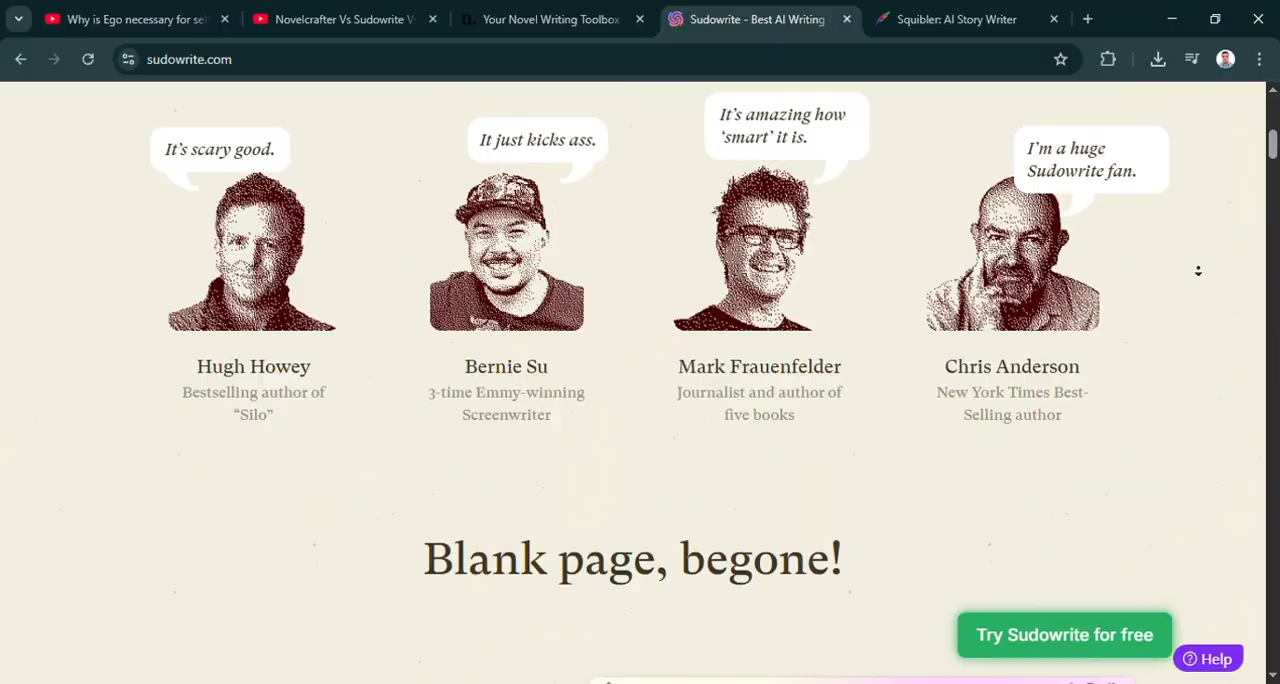 Why is Ego necessary for sel
Novelcrafter Vs Sudowrite V
Your Novel Writing Toolbox
Sudowrite - Best AI Writing
Squibler: AI Story Writer
sudowrite.com
It's scary good.
It just kicks ass.
It's amazing how
‘smart’ it is.
I'm a huge
Sudowrite fan.
Hugh Howey
Bestselling author of
“Silo”
Bernie Su
3-time Emmy-winning
Screenwriter
Mark Frauenfelder
Journalist and author of
five books
Chris Anderson
New York Times Best-
Selling author
Blank page, begone!
Try Sudowrite for free
Help